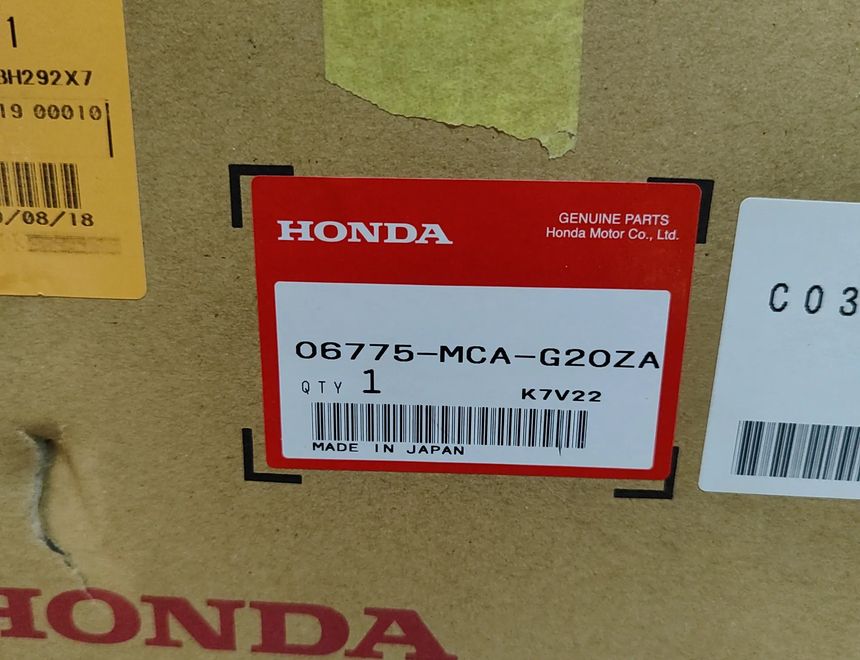 1
BH292X7
19 00010
/08/18
HONDA
GENUINE PARTS
Honda Motor Co., Ltd.
06775-MCA-G20ZA
QTY 1
K7V22
MADE IN JAPAN
C03
HONDA